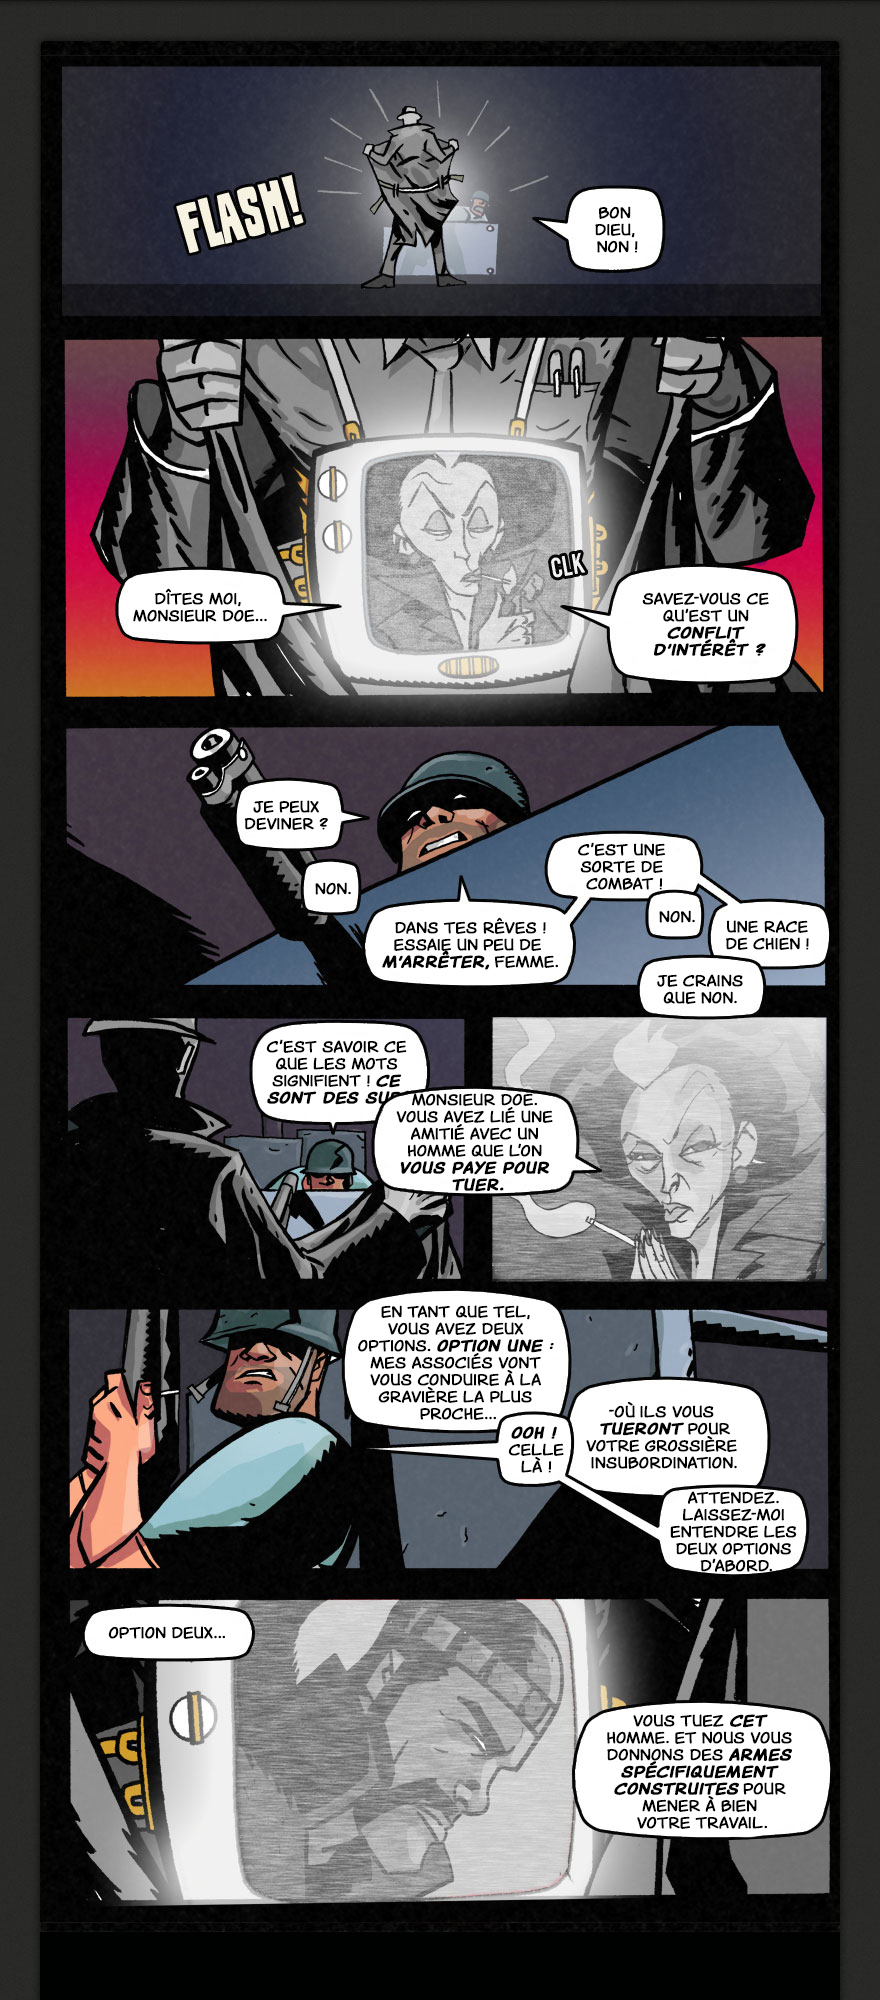 FLASH!
BON
DIEU,
NON !
DÎTES MOI,
MONSIEUR DOE...
CLK
SAVEZ-VOUS CE
QU'EST UN
CONFLIT
D'INTÉRÊT ?
JE PEUX
DEVINER ?
NON.
DANS TES RÊVES !
ESSAIE UN PEU DE
M'ARRÊTER, FEMME.
C'EST UNE
SORTE DE
COMBAT !
NON.
UNE RACE
DE CHIEN !
JE CRAINS
QUE NON.
C'EST SAVOIR CE
QUE LES MOTS
SIGNIFIENT ! CE
SONT DES
MONSIEUR DOE.
VOUS AVEZ LIÉ UNE
AMITIÉ AVEC UN
HOMME QUE L'ON
VOUS PAYE POUR
TUER.
EN TANT QUE TEL,
VOUS AVEZ DEUX
OPTIONS. OPTION UNE :
MES ASSOCIÉS VONT
VOUS CONDUIRE À LA
GRAVIÈRE LA PLUS
PROCHE...
OOH !
CELLE
LÀ !
-OÙ ILS VOUS
TUERONT POUR
VOTRE GROSSIÈRE
INSUBORDINATION.
ATTENDEZ.
LAISSEZ-MOI
ENTENDRE LES
DEUX OPTIONS
D'ABORD.
OPTION DEUX...
VOUS TUEZ CET
HOMME. ET NOUS VOUS
DONNONS DES ARMES
SPÉCIFIQUEMENT
CONSTRUITES POUR
MENER À BIEN
VOTRE TRAVAIL.